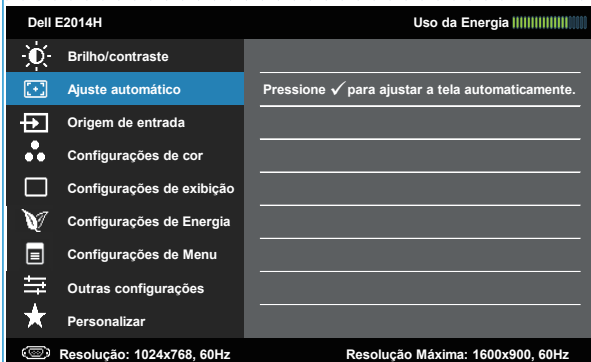 Dell E2014H Uso da Energia
Brilho/contraste
Ajuste automático Pressione ✓ para ajustar a tela automaticamente.
Origem de entrada
Configurações de cor
Configurações de exibição
Configurações de Energia
Configurações de Menu
Outras configurações
Personalizar
Resolução: 1024x768, 60Hz Resolução Máxima: 1600x900, 60Hz